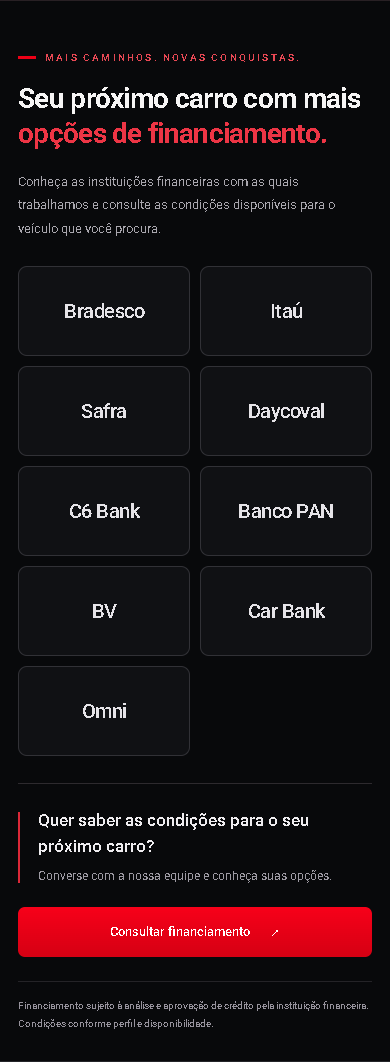 MAIS CAMINHOS. NOVAS CONQUISTAS.
Seu próximo carro com mais
opções de financiamento.
Conheça as instituições financeiras com as quais
trabalhamos e consulte as condições disponíveis para o
veículo que você procura.
Bradesco
Itaú
Safra
Daycoval
C6 Bank
Banco PAN
BV
Car Bank
Omni
Quer saber as condições para o seu
próximo carro?
Converse com a nossa equipe e conheça suas opções.
Consultar financiamento ↗
Financiamento sujeito à análise e aprovação de crédito pela instituição financeira.
Condições conforme perfil e disponibilidade.